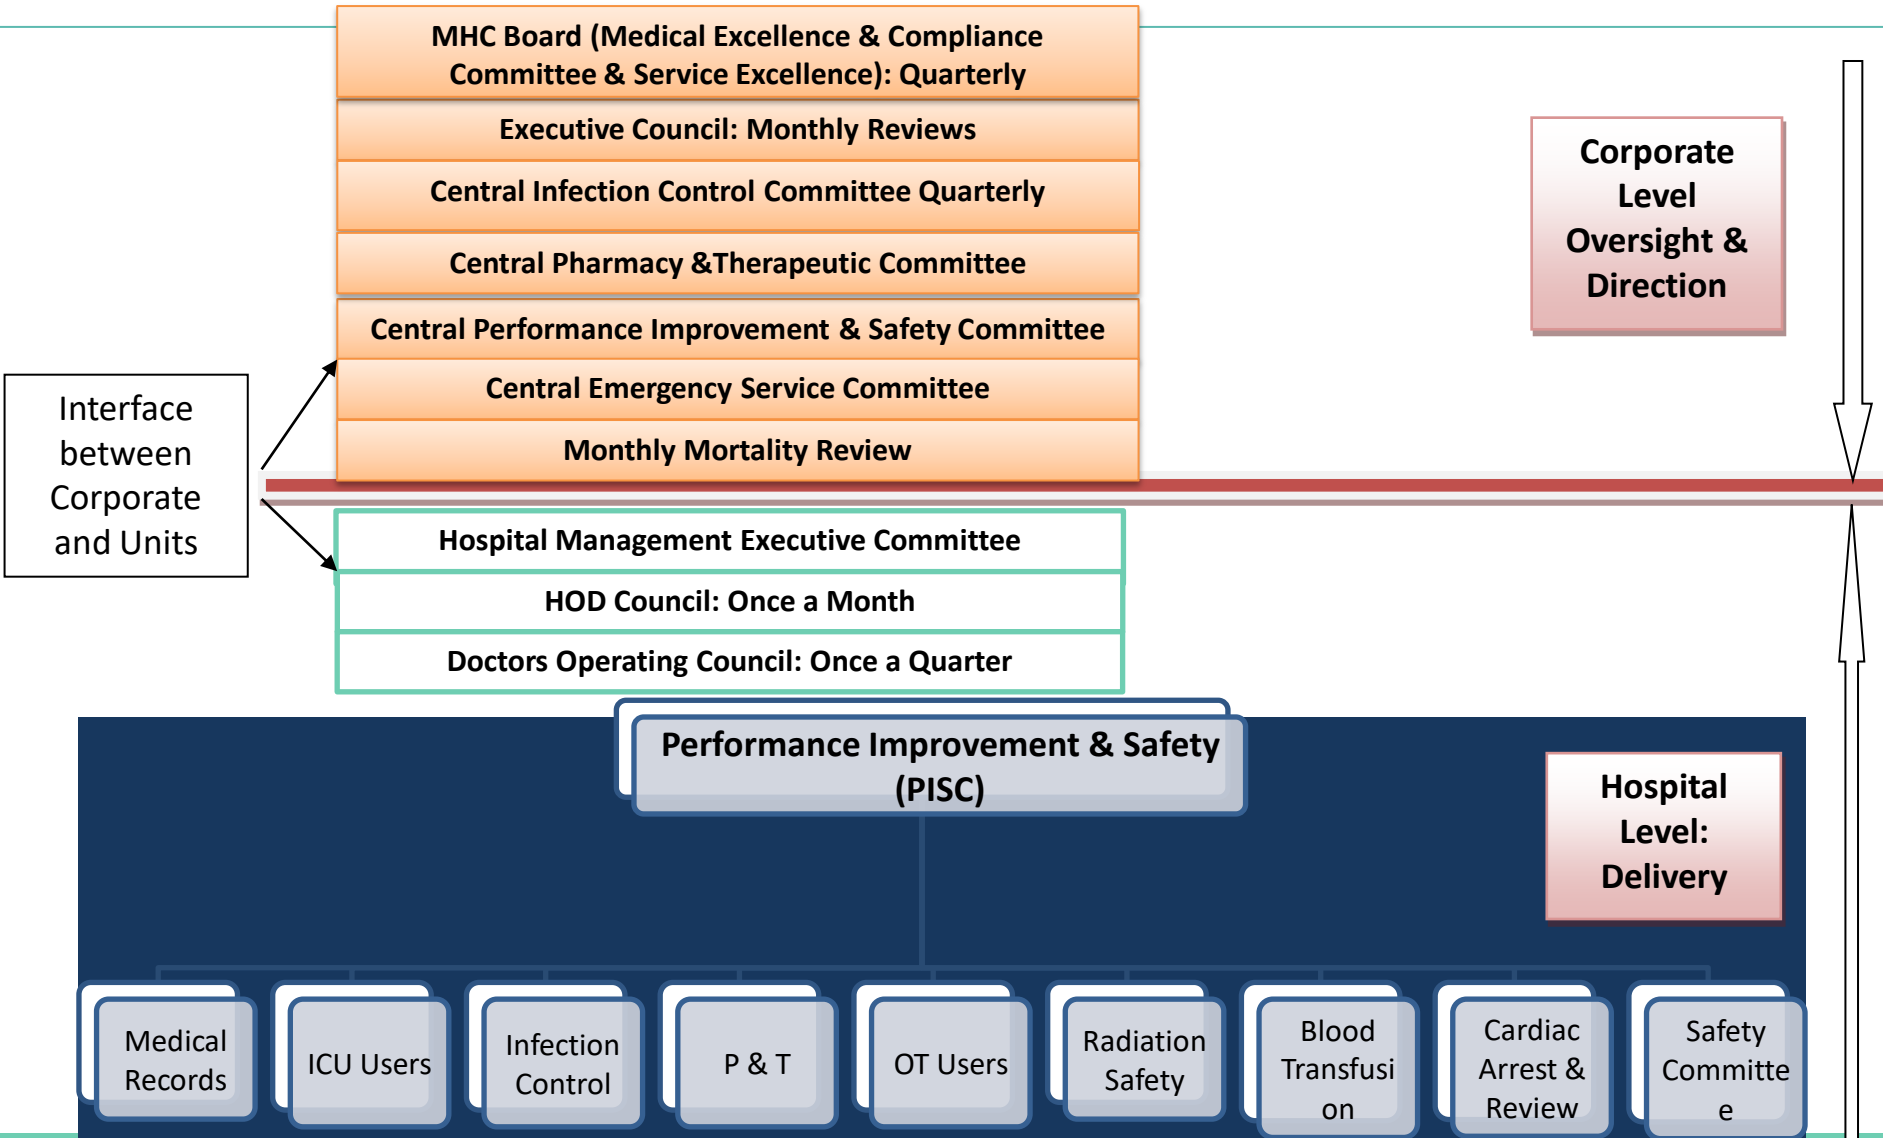 MHC Board (Medical Excellence & Compliance
Committee & Service Excellence): Quarterly
Executive Council: Monthly Reviews
Central Infection Control Committee Quarterly
Central Pharmacy &Therapeutic Committee
Central Performance Improvement & Safety Committee
Central Emergency Service Committee
Monthly Mortality Review
Corporate
Level
Oversight &
Direction
Interface
between
Corporate
and Units
Hospital Management Executive Committee
HOD Council: Once a Month
Doctors Operating Council: Once a Quarter
Performance Improvement & Safety
(PISC)
Hospital
Level:
Delivery
Medical
Records
ICU Users
Infection
Control
P & T
OT Users
Radiation
Safety
Blood
Transfusi
on
Cardiac
Arrest &
Review
Safety
Committe
e